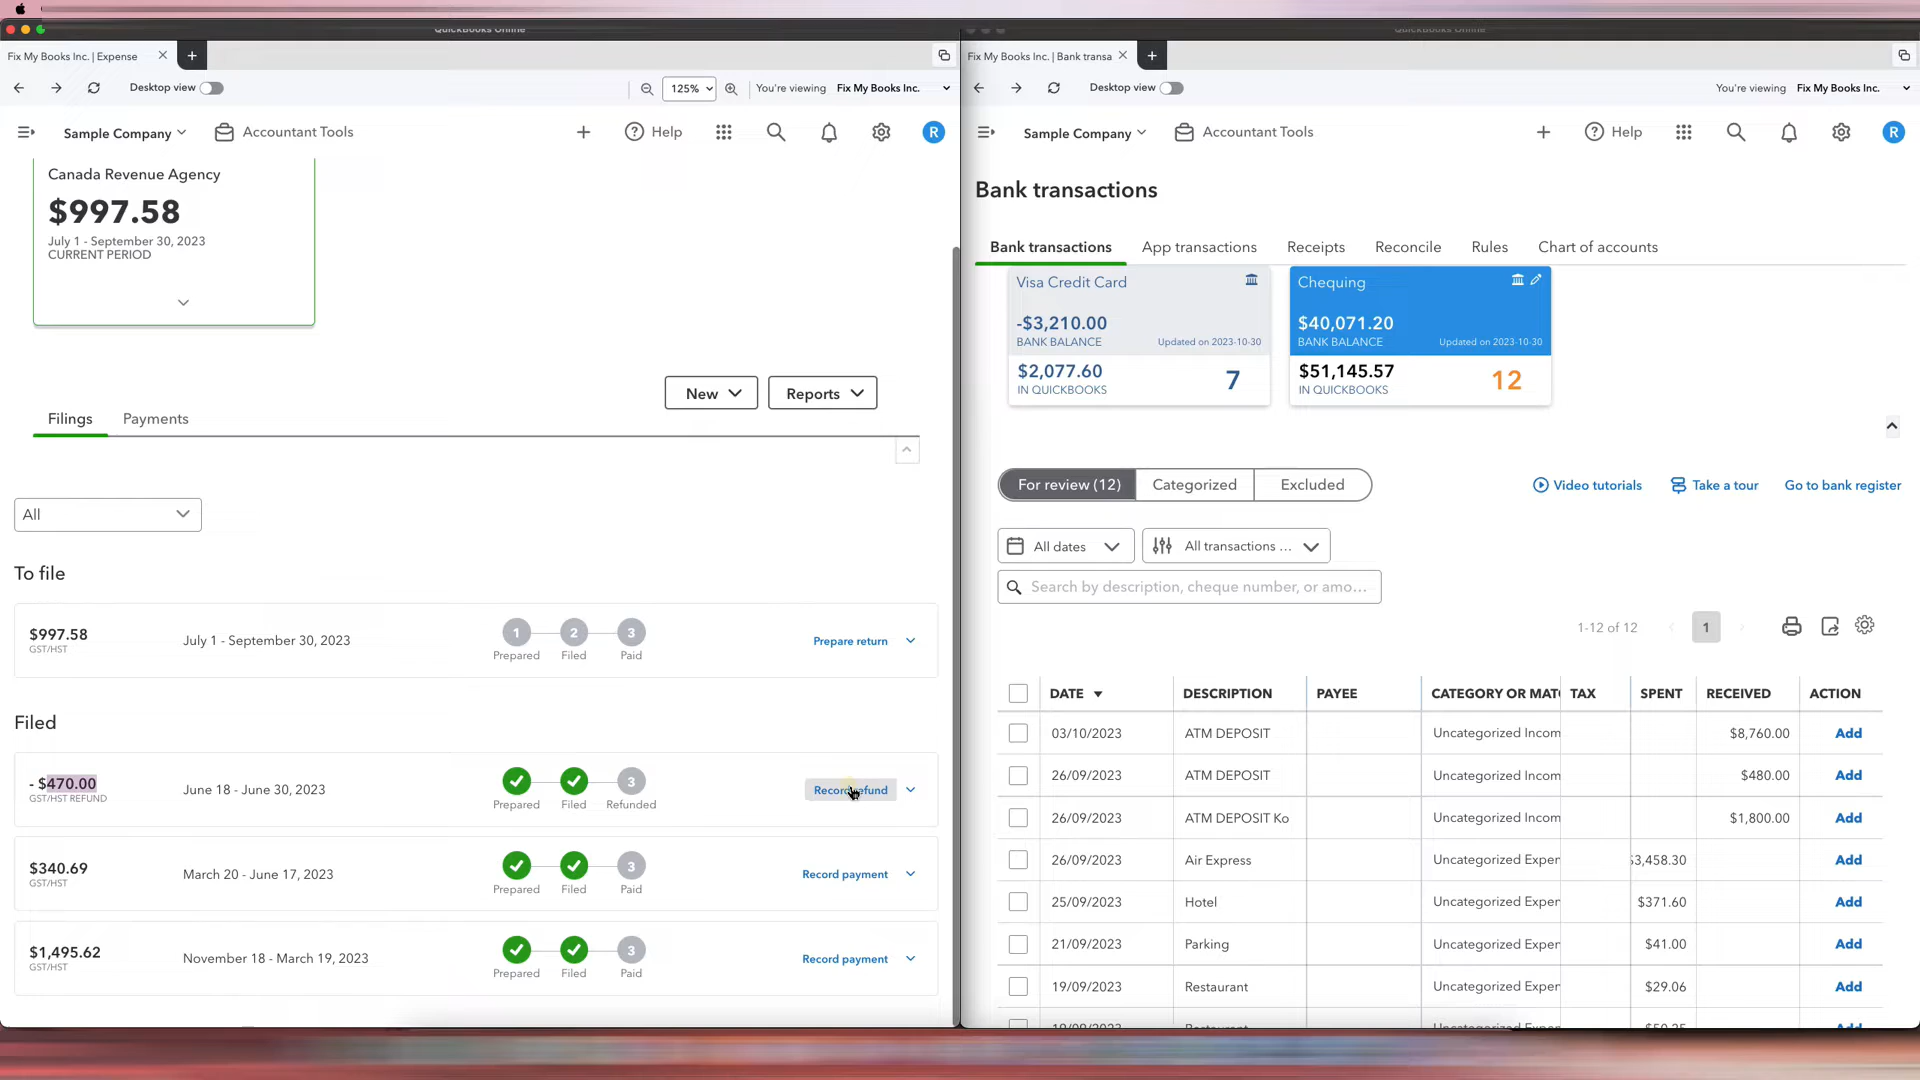 QuickBooks Online
Fix My Books Inc. | Expense
Desktop view
125%
You're viewing Fix My Books Inc.
Sample Company
Accountant Tools
Help
R
Canada Revenue Agency
$997.58
July 1 - September 30, 2023
CURRENT PERIOD
New
Reports
Filings
Payments
All
To file
$997.58
GST/HST
July 1 - September 30, 2023
1 2 3
Prepared Filed Paid
Prepare return
Filed
- $470.00
GST/HST REFUND
June 18 - June 30, 2023
3
Prepared Filed Refunded
Record refund
$340.69
GST/HST
March 20 - June 17, 2023
3
Prepared Filed Paid
Record payment
$1,495.62
GST/HST
November 18 - March 19, 2023
3
Prepared Filed Paid
Record payment
QuickBooks Online
Fix My Books Inc. | Bank transa
Desktop view
You're viewing Fix My Books Inc.
Sample Company
Accountant Tools
Help
R
Bank transactions
Bank transactions App transactions Receipts Reconcile Rules Chart of accounts
Visa Credit Card
-$3,210.00
BANK BALANCE Updated on 2023-10-30
$2,077.60
IN QUICKBOOKS
7
Chequing
$40,071.20
BANK BALANCE Updated on 2023-10-30
$51,145.57
IN QUICKBOOKS
12
For review (12) Categorized Excluded
Video tutorials Take a tour Go to bank register
All dates
All transactions ...
Search by description, cheque number, or amo...
1-12 of 12
1
DATE DESCRIPTION PAYEE CATEGORY OR MATC TAX SPENT RECEIVED ACTION
03/10/2023 ATM DEPOSIT Uncategorized Incom $8,760.00 Add
26/09/2023 ATM DEPOSIT Uncategorized Incom $480.00 Add
26/09/2023 ATM DEPOSIT Ko Uncategorized Incom $1,800.00 Add
26/09/2023 Air Express Uncategorized Expen $3,458.30 Add
25/09/2023 Hotel Uncategorized Expen $371.60 Add
21/09/2023 Parking Uncategorized Expen $41.00 Add
19/09/2023 Restaurant Uncategorized Expen $29.06 Add